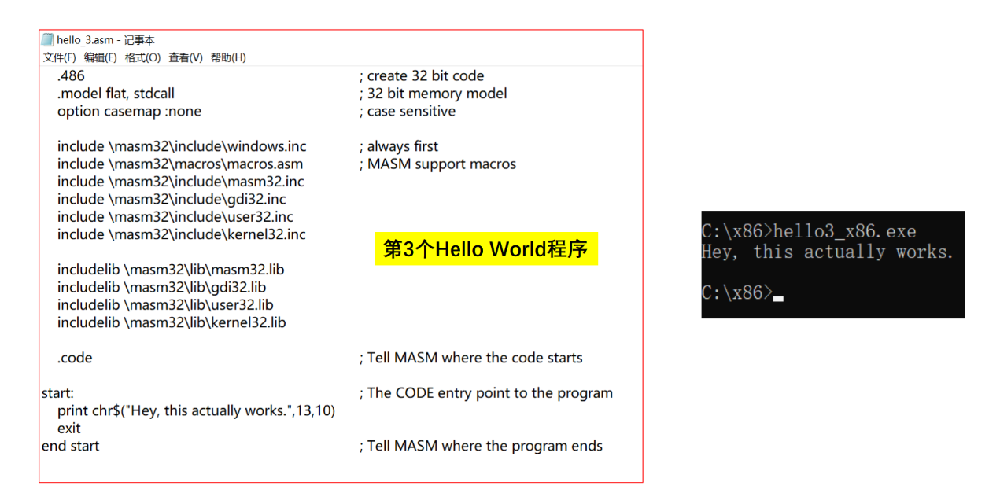 hello_3.asm - 记事本
文件(F) 编辑(E) 格式(O) 查看(V) 帮助(H)
.486 ; create 32 bit code
.model flat, stdcall ; 32 bit memory model
option casemap :none ; case sensitive
include \masm32\include\windows.inc ; always first
include \masm32\macros\macros.asm ; MASM support macros
include \masm32\include\masm32.inc
include \masm32\include\gdi32.inc
include \masm32\include\user32.inc
include \masm32\include\kernel32.inc
第3个Hello World程序
includelib \masm32\lib\masm32.lib
includelib \masm32\lib\gdi32.lib
includelib \masm32\lib\user32.lib
includelib \masm32\lib\kernel32.lib
.code ; Tell MASM where the code starts
start: ; The CODE entry point to the program
print chr$("Hey, this actually works.",13,10)
exit
end start ; Tell MASM where the program ends
C:\x86>hello3_x86.exe
Hey, this actually works.
C:\x86>